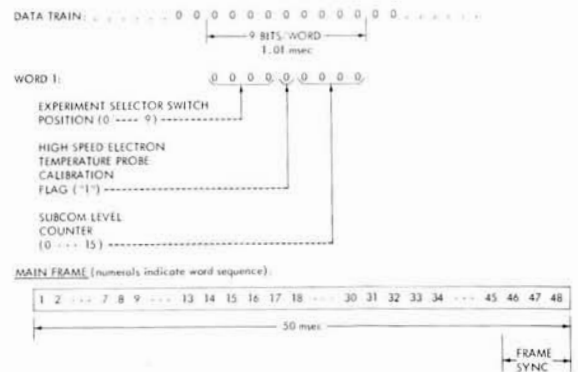 DATA TRAIN: . . . . . . 0 0 0 0 0 0 0 0 0 0 0 0 0 . . . . . .
9 BITS/WORD
1.01 msec
WORD 1: 0 0 0 0 0 0 0 0 0
EXPERIMENT SELECTOR SWITCH
POSITION (0 ---- 9)
HIGH SPEED ELECTRON
TEMPERATURE PROBE
CALIBRATION
FLAG ("1")
SUBCOM LEVEL
COUNTER
(0 --- 15)
MAIN FRAME (numerals indicate word sequence)
1 2 --- 7 8 9 --- 13 14 15 16 17 18 --- 30 31 32 33 34 --- 45 46 47 48
50 msec
FRAME
SYNC